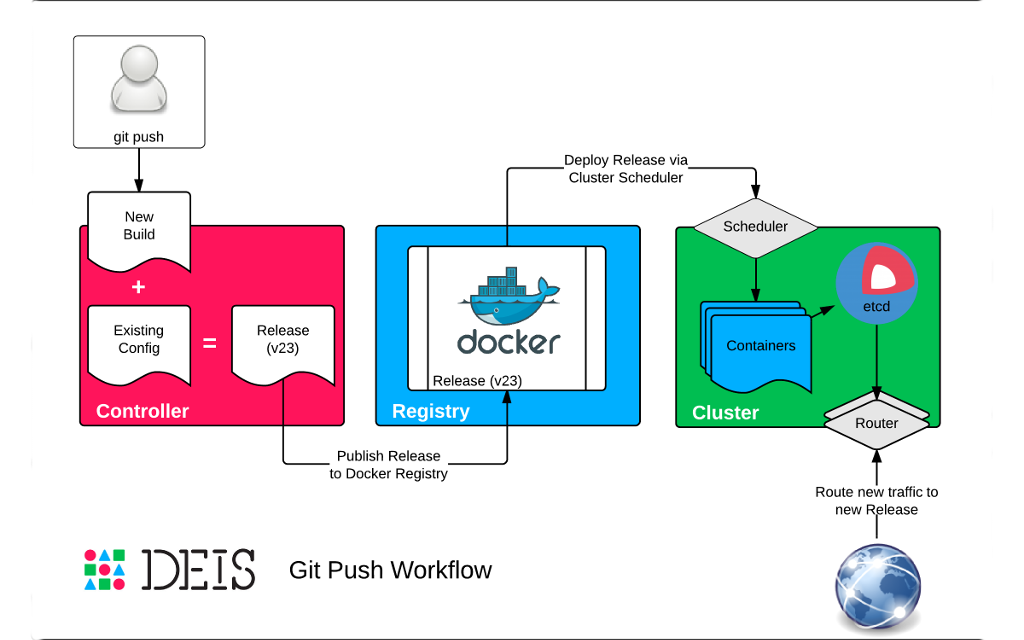 git push
New
Build
+
Existing
Config
=
Release
(v23)
Controller
Publish Release
to Docker Registry
docker
Release (v23)
Registry
Deploy Release via
Cluster Scheduler
Scheduler
etcd
Containers
Cluster
Router
Route new traffic to
new Release
DEIS
Git Push Workflow